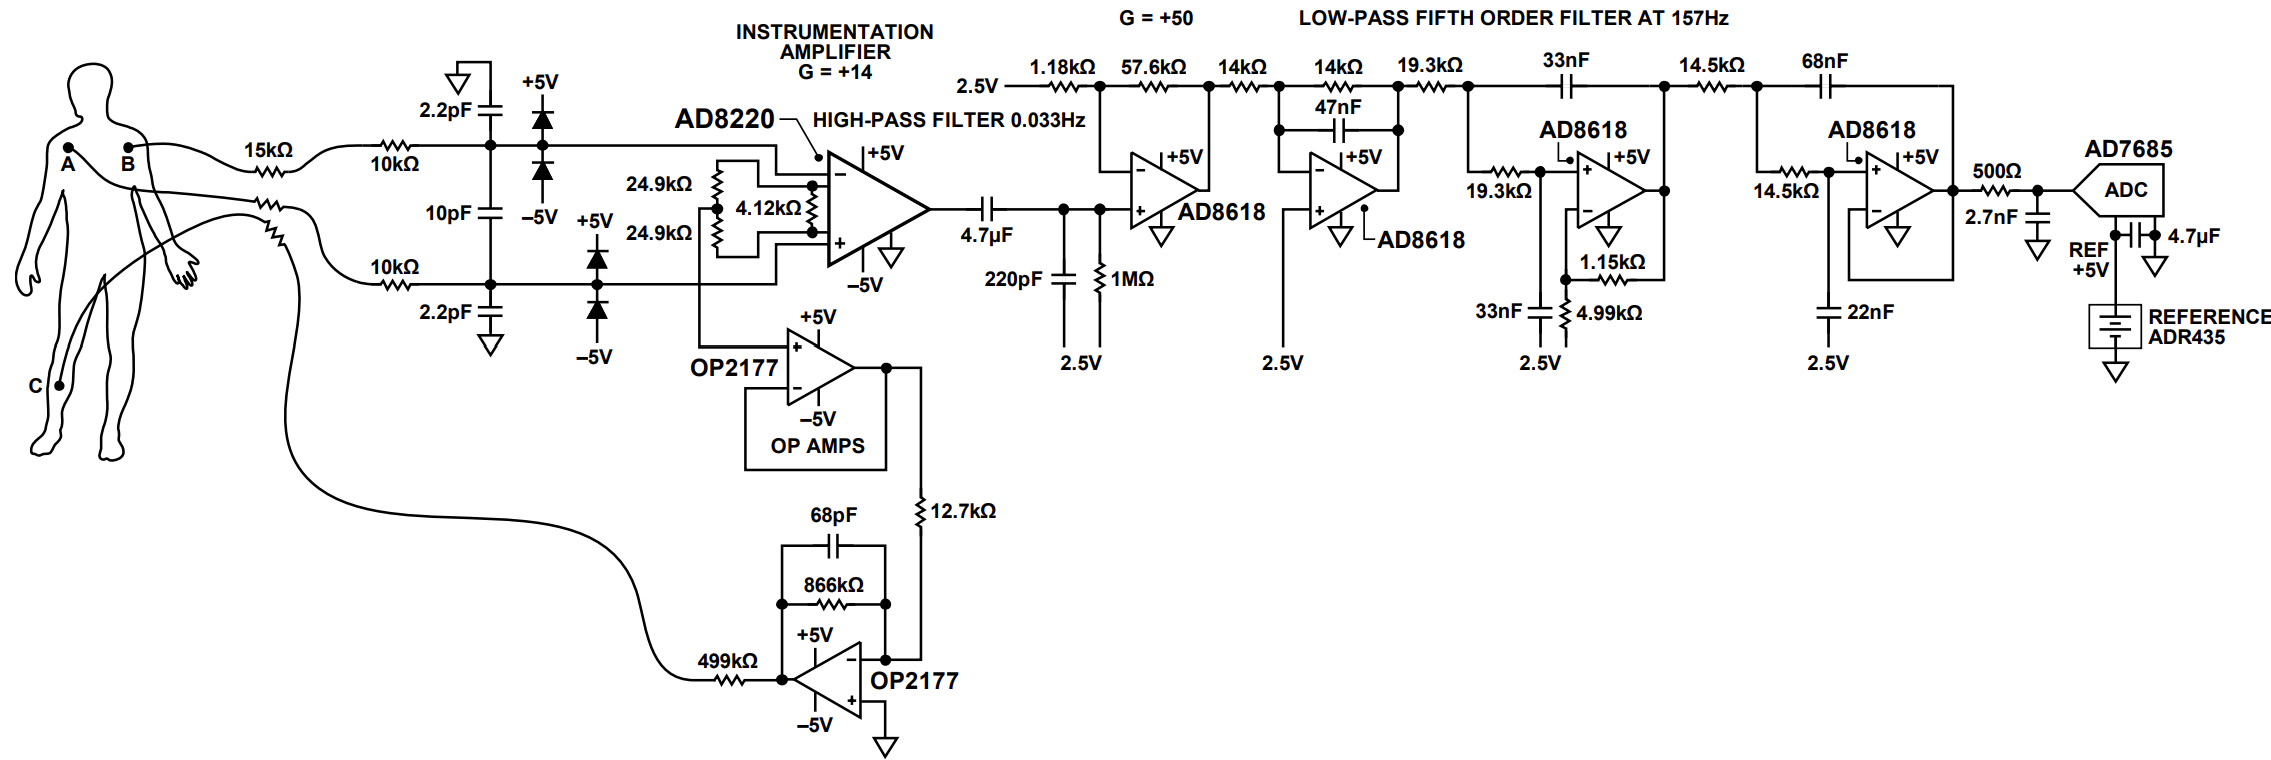 INSTRUMENTATION
AMPLIFIER
G = +14
G = +50
LOW-PASS FIFTH ORDER FILTER AT 157Hz
A
B
C
15kΩ
10kΩ
10kΩ
2.2pF
10pF
2.2pF
+5V
–5V
+5V
–5V
AD8220
HIGH-PASS FILTER 0.033Hz
24.9kΩ
24.9kΩ
4.12kΩ
+5V
–
+
–5V
4.7µF
220pF
1MΩ
2.5V
2.5V
1.18kΩ
57.6kΩ
+5V
–
+
AD8618
14kΩ
14kΩ
47nF
+5V
–
+
AD8618
2.5V
19.3kΩ
33nF
AD8618
+5V
+
–
19.3kΩ
1.15kΩ
33nF
4.99kΩ
2.5V
14.5kΩ
68nF
AD8618
+5V
+
–
14.5kΩ
22nF
2.5V
500Ω
2.7nF
AD7685
ADC
REF
+5V
4.7µF
REFERENCE
ADR435
+5V
+
–
–5V
OP2177
OP AMPS
12.7kΩ
68pF
866kΩ
+5V
–
+
–5V
OP2177
499kΩ